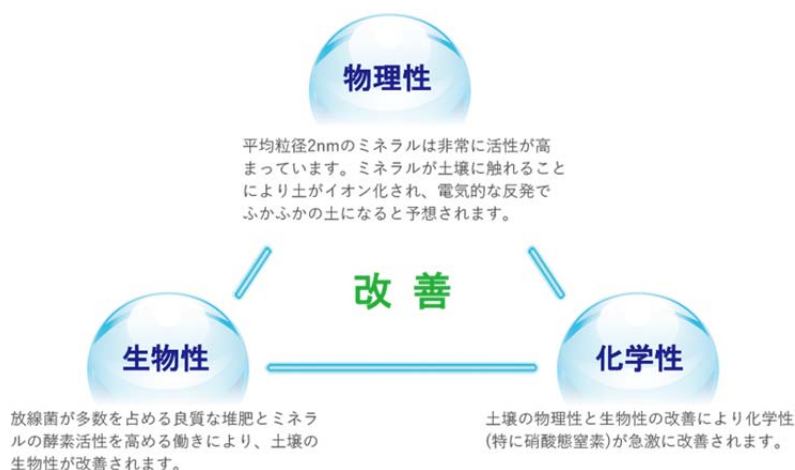 物理性
平均粒径2nmのミネラルは非常に活性が高
まっています。ミネラルが土壌に触れること
により土がイオン化され、電気的な反発で
ふかふかの土になると予想されます。
改 善
生物性
放線菌が多数を占める良質な堆肥とミネラ
ルの酵素活性を高める働きにより、土壌の
生物性が改善されます。
化学性
土壌の物理性と生物性の改善により化学性
(特に硝酸態窒素)が急激に改善されます。